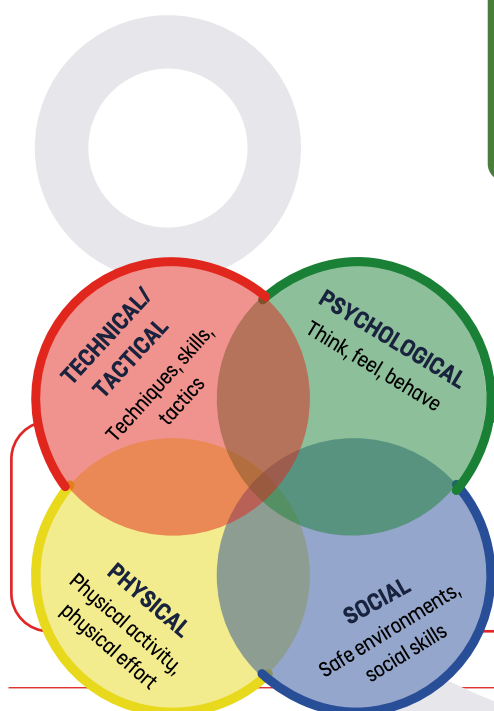 TECHNICAL/
TACTICAL
Techniques, skills,
tactics
PSYCHOLOGICAL
Think, feel, behave
PHYSICAL
Physical activity,
physical effort
SOCIAL
Safe environments,
social skills